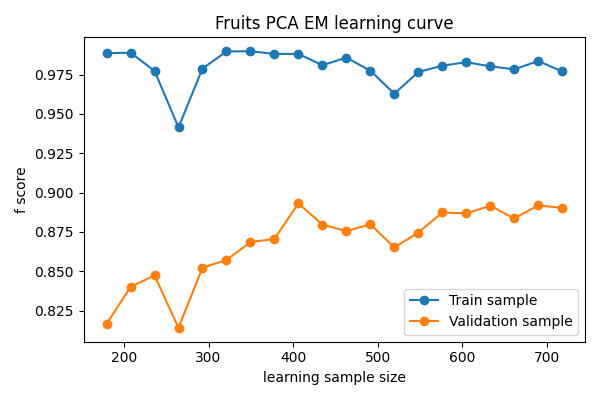 Fruits PCA EM learning curve
f score
0.975
0.950
0.925
0.900
0.875
0.850
0.825
Train sample
Validation sample
200 300 400 500 600 700
learning sample size